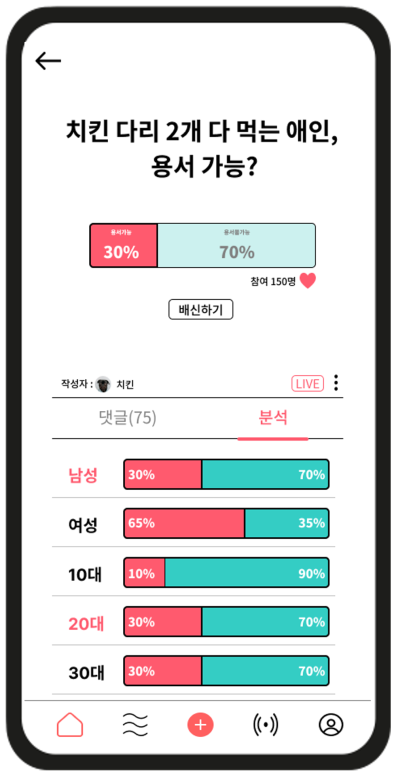 치킨 다리 2개 다 먹는 애인,
용서 가능?
용서가능 용서불가능
30% 70%
참여 150명
배신하기
작성자 : 치킨 LIVE
댓글(75) 분석
남성 30% 70%
여성 65% 35%
10대 10% 90%
20대 30% 70%
30대 30% 70%